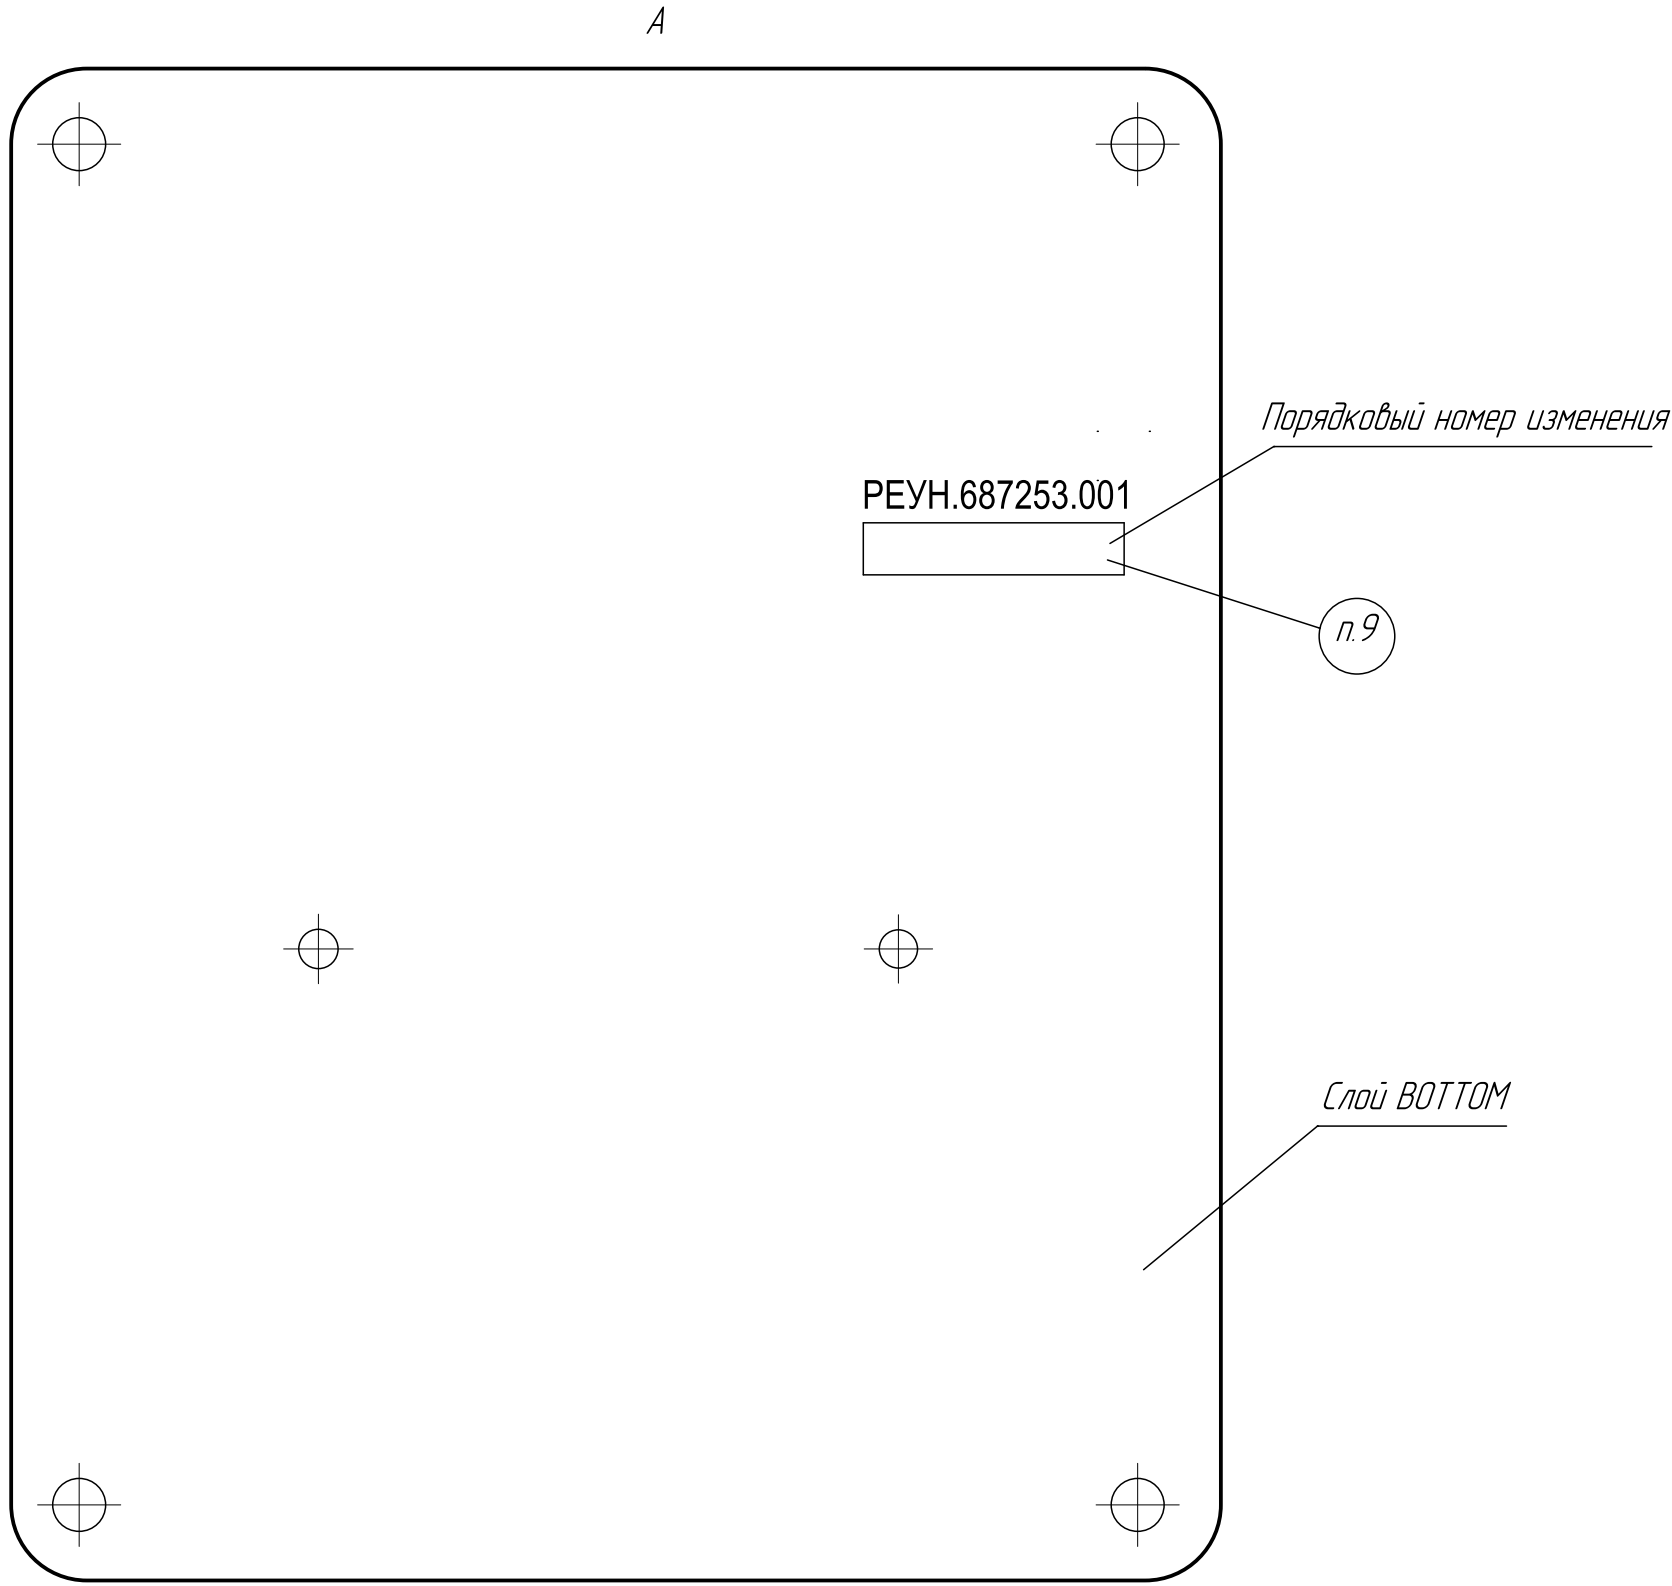 А
Порядковый номер изменения
РЕУН.687253.001
п.9
Слой BOTTOM